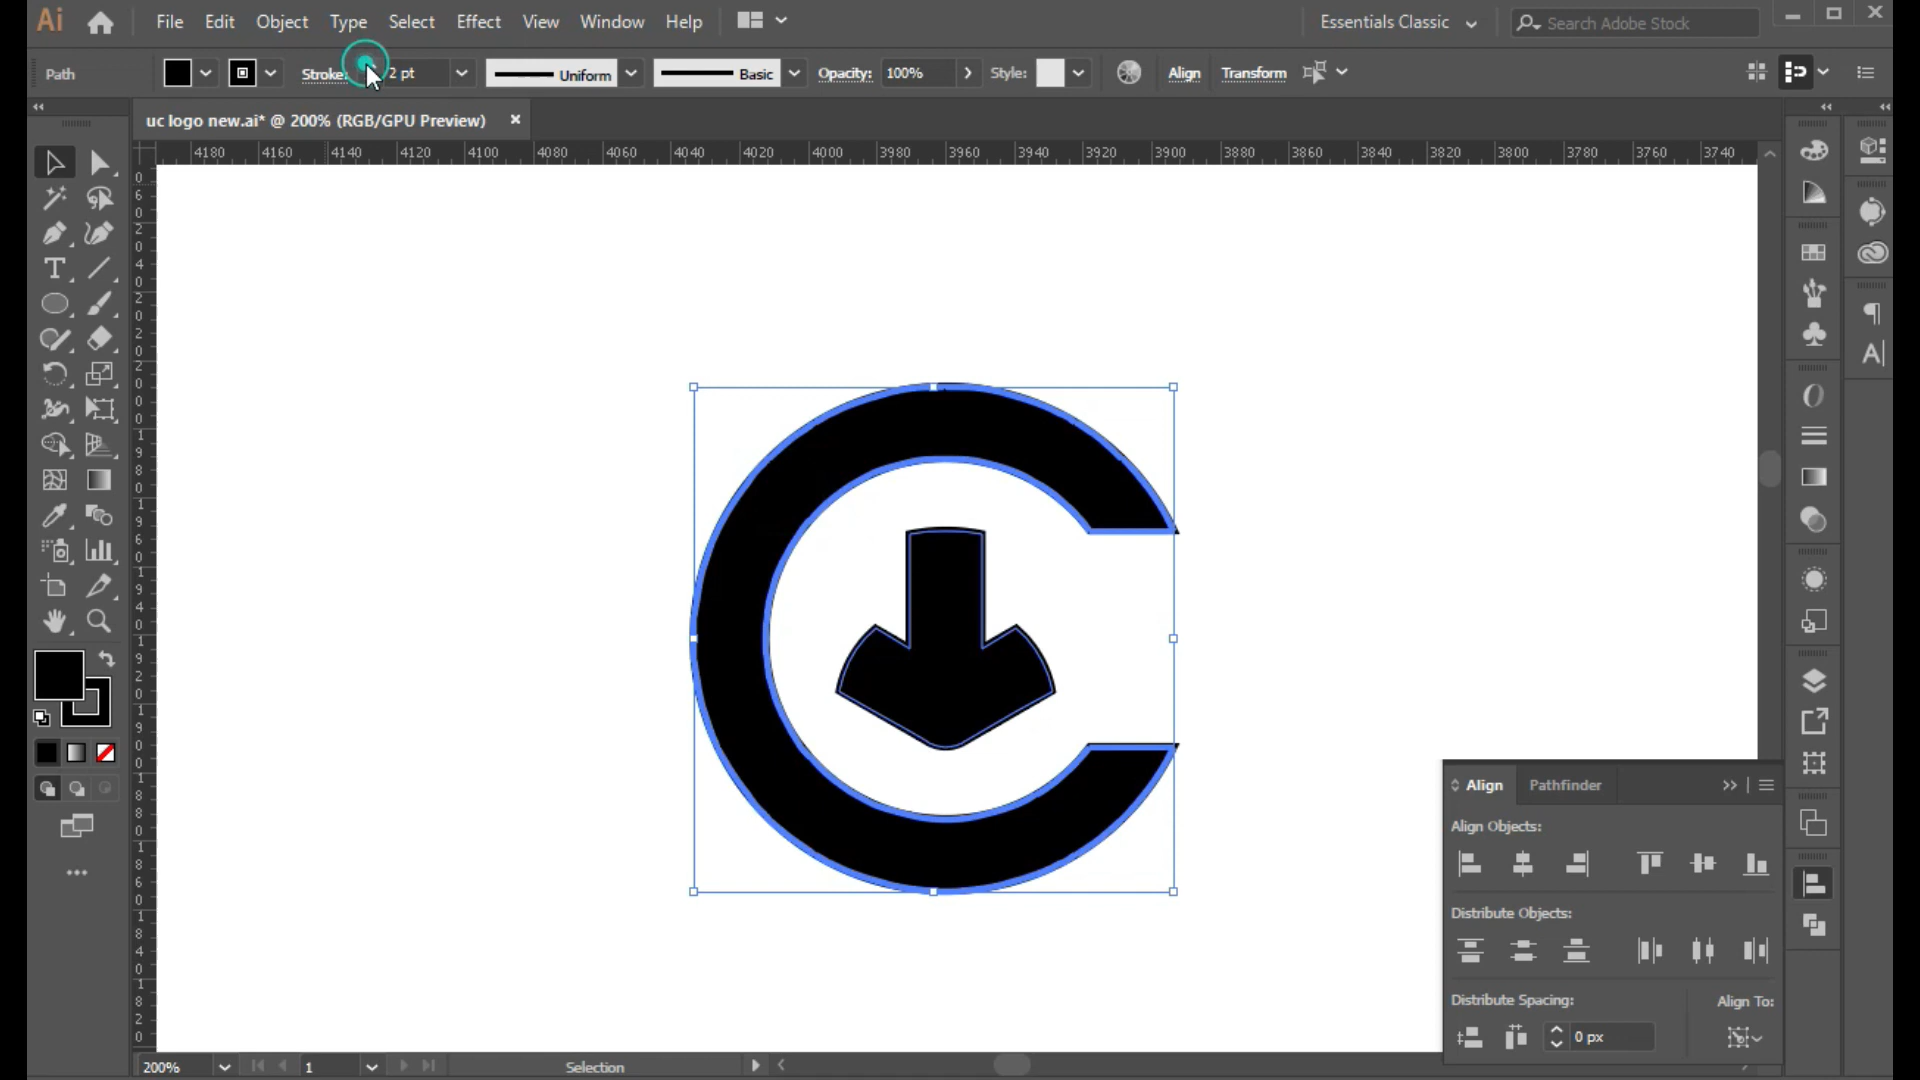 Ai File Edit Object Type Select Effect View Window Help Essentials Classic Search Adobe Stock
Path Stroke: 2 pt Uniform Basic Opacity: 100% Style: Align Transform
uc logo new.ai* @ 200% (RGB/GPU Preview)
4180 4160 4140 4120 4100 4080 4060 4040 4020 4000 3980 3960 3940 3920 3900 3880 3860 3840 3820 3800 3780 3760 3740
Align Pathfinder
Align Objects:
Distribute Objects:
Distribute Spacing: Align To:
0 px
200% 1 Selection